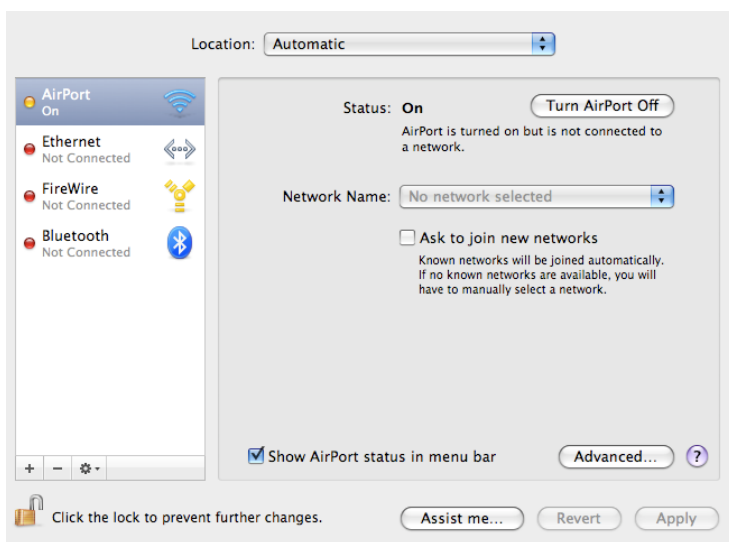 Location: Automatic
AirPort
On
Ethernet
Not Connected
FireWire
Not Connected
Bluetooth
Not Connected
Status: On
Turn AirPort Off
AirPort is turned on but is not connected to
a network.
Network Name: No network selected
Ask to join new networks
Known networks will be joined automatically.
If no known networks are available, you will
have to manually select a network.
Show AirPort status in menu bar
Advanced...
?
Click the lock to prevent further changes.
Assist me...
Revert
Apply